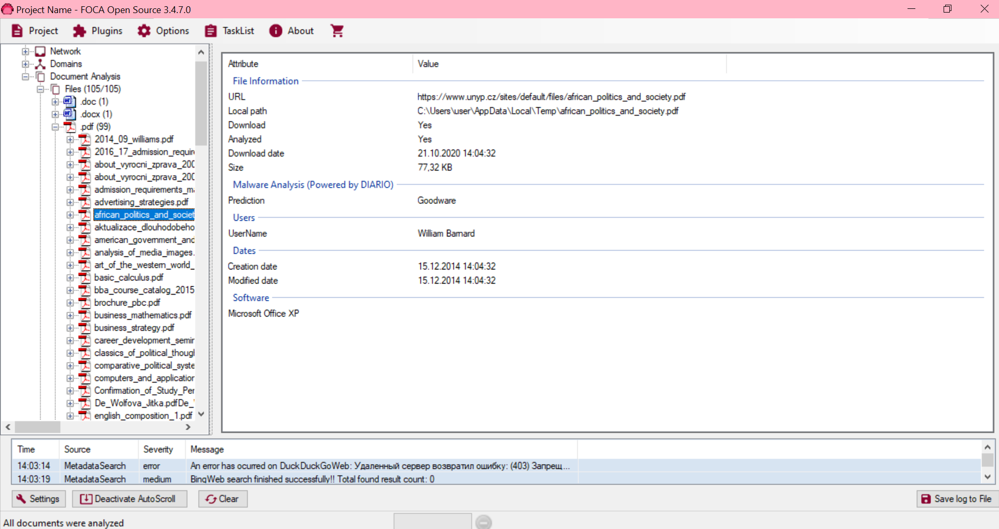 Project Name - FOCA Open Source 3.4.7.0
Project Plugins Options TaskList About
Network
Domains
Document Analysis
Files (105/105)
.doc (1)
.docx (1)
.pdf (99)
2014_09_williams.pdf
2016_17_admission_requir
about_vyrocni_zprava_200
about_vyrocni_zprava_200
admission_requirements_m
advertising_strategies.pdf
african_politics_and_societ
aktualizace_dlouhodobeho
american_government_and
analysis_of_media_images.
art_of_the_western_world_
basic_calculus.pdf
bba_course_catalog_2015
brochure_pbc.pdf
business_mathematics.pdf
business_strategy.pdf
career_development_semir
classics_of_political_though
comparative_political_syste
computers_and_application
Confirmation_of_Study_Per
De_Wolfova_Jitka.pdfDe_
english_composition_1.pdf
Attribute Value
File Information
URL https://www.unyp.cz/sites/default/files/african_politics_and_society.pdf
Local path C:\Users\user\AppData\Local\Temp\african_politics_and_society.pdf
Download Yes
Analyzed Yes
Download date 21.10.2020 14:04:32
Size 77,32 KB
Malware Analysis (Powered by DIARIO)
Prediction Goodware
Users
UserName William Barnard
Dates
Creation date 15.12.2014 14:04:32
Modified date 15.12.2014 14:04:32
Software
Microsoft Office XP
Time Source Severity Message
14:03:14 MetadataSearch error An error has ocurred on DuckDuckGoWeb: Удаленный сервер возвратил ошибку: (403) Запрещ...
14:03:19 MetadataSearch medium BingWeb search finished successfully!! Total found result count: 0
Settings Deactivate AutoScroll Clear Save log to File
All documents were analyzed